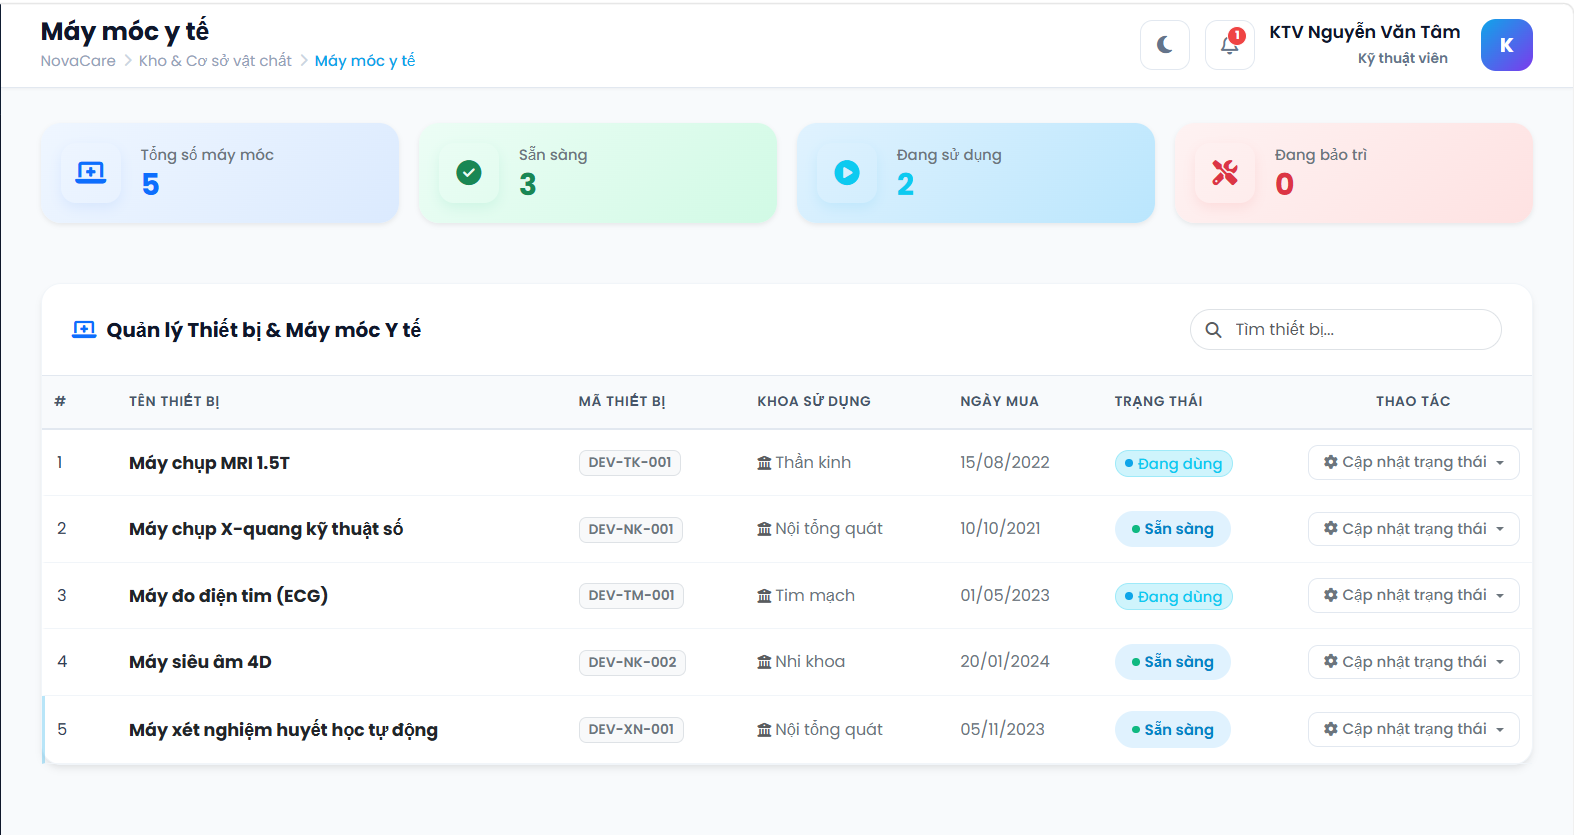 Máy móc y tế
NovaCare > Kho & Cơ sở vật chất > Máy móc y tế
1
KTV Nguyễn Văn Tâm
Kỹ thuật viên
K
Tổng số máy móc
5
Sẵn sàng
3
Đang sử dụng
2
Đang bảo trì
0
Quản lý Thiết bị & Máy móc Y tế
Tìm thiết bị...
# TÊN THIẾT BỊ MÃ THIẾT BỊ KHOA SỬ DỤNG NGÀY MUA TRẠNG THÁI THAO TÁC
1 Máy chụp MRI 1.5T DEV-TK-001 Thần kinh 15/08/2022 Đang dùng Cập nhật trạng thái
2 Máy chụp X-quang kỹ thuật số DEV-NK-001 Nội tổng quát 10/10/2021 Sẵn sàng Cập nhật trạng thái
3 Máy đo điện tim (ECG) DEV-TM-001 Tim mạch 01/05/2023 Đang dùng Cập nhật trạng thái
4 Máy siêu âm 4D DEV-NK-002 Nhi khoa 20/01/2024 Sẵn sàng Cập nhật trạng thái
5 Máy xét nghiệm huyết học tự động DEV-XN-001 Nội tổng quát 05/11/2023 Sẵn sàng Cập nhật trạng thái